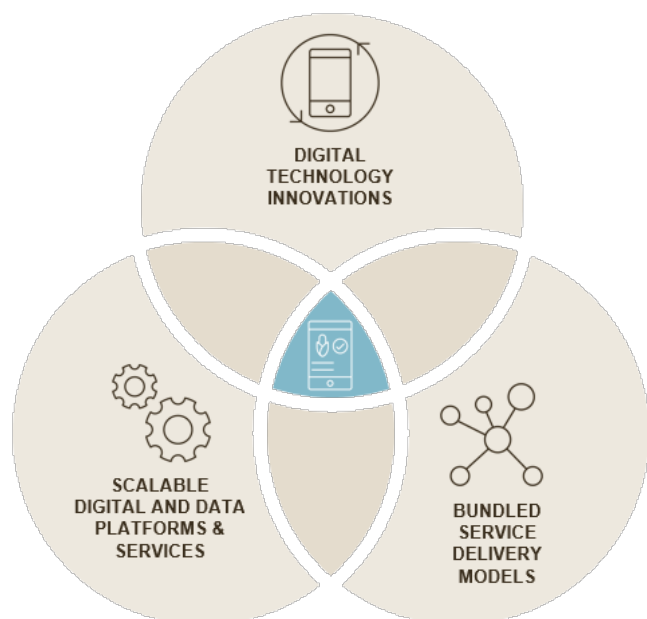 DIGITAL
TECHNOLOGY
INNOVATIONS
SCALABLE
DIGITAL AND DATA
PLATFORMS &
SERVICES
BUNDLED
SERVICE
DELIVERY
MODELS